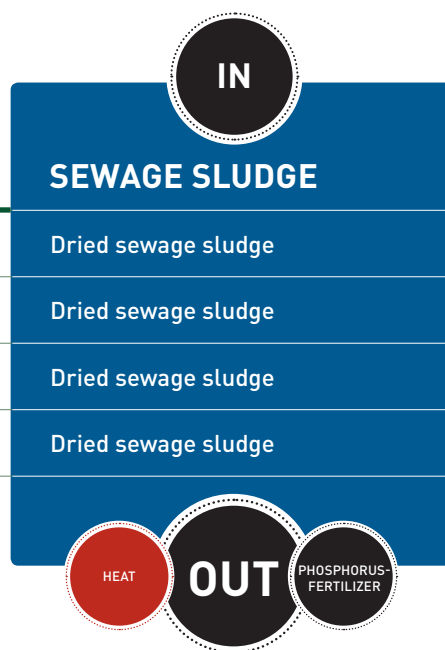 IN
SEWAGE SLUDGE
Dried sewage sludge
Dried sewage sludge
Dried sewage sludge
Dried sewage sludge
HEAT
OUT
PHOSPHORUS-
FERTILIZER